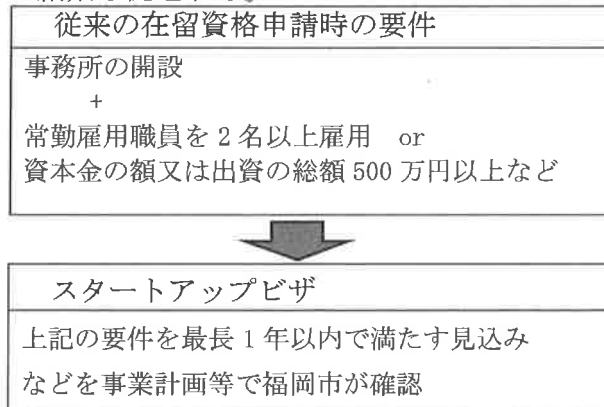 従来の在留資格申請時の要件
事務所の開設
+
常勤雇用職員を2名以上雇用 or
資本金の額又は出資の総額500万円以上など
スタートアップビザ
上記の要件を最長1年以内で満たす見込み
などを事業計画等で福岡市が確認